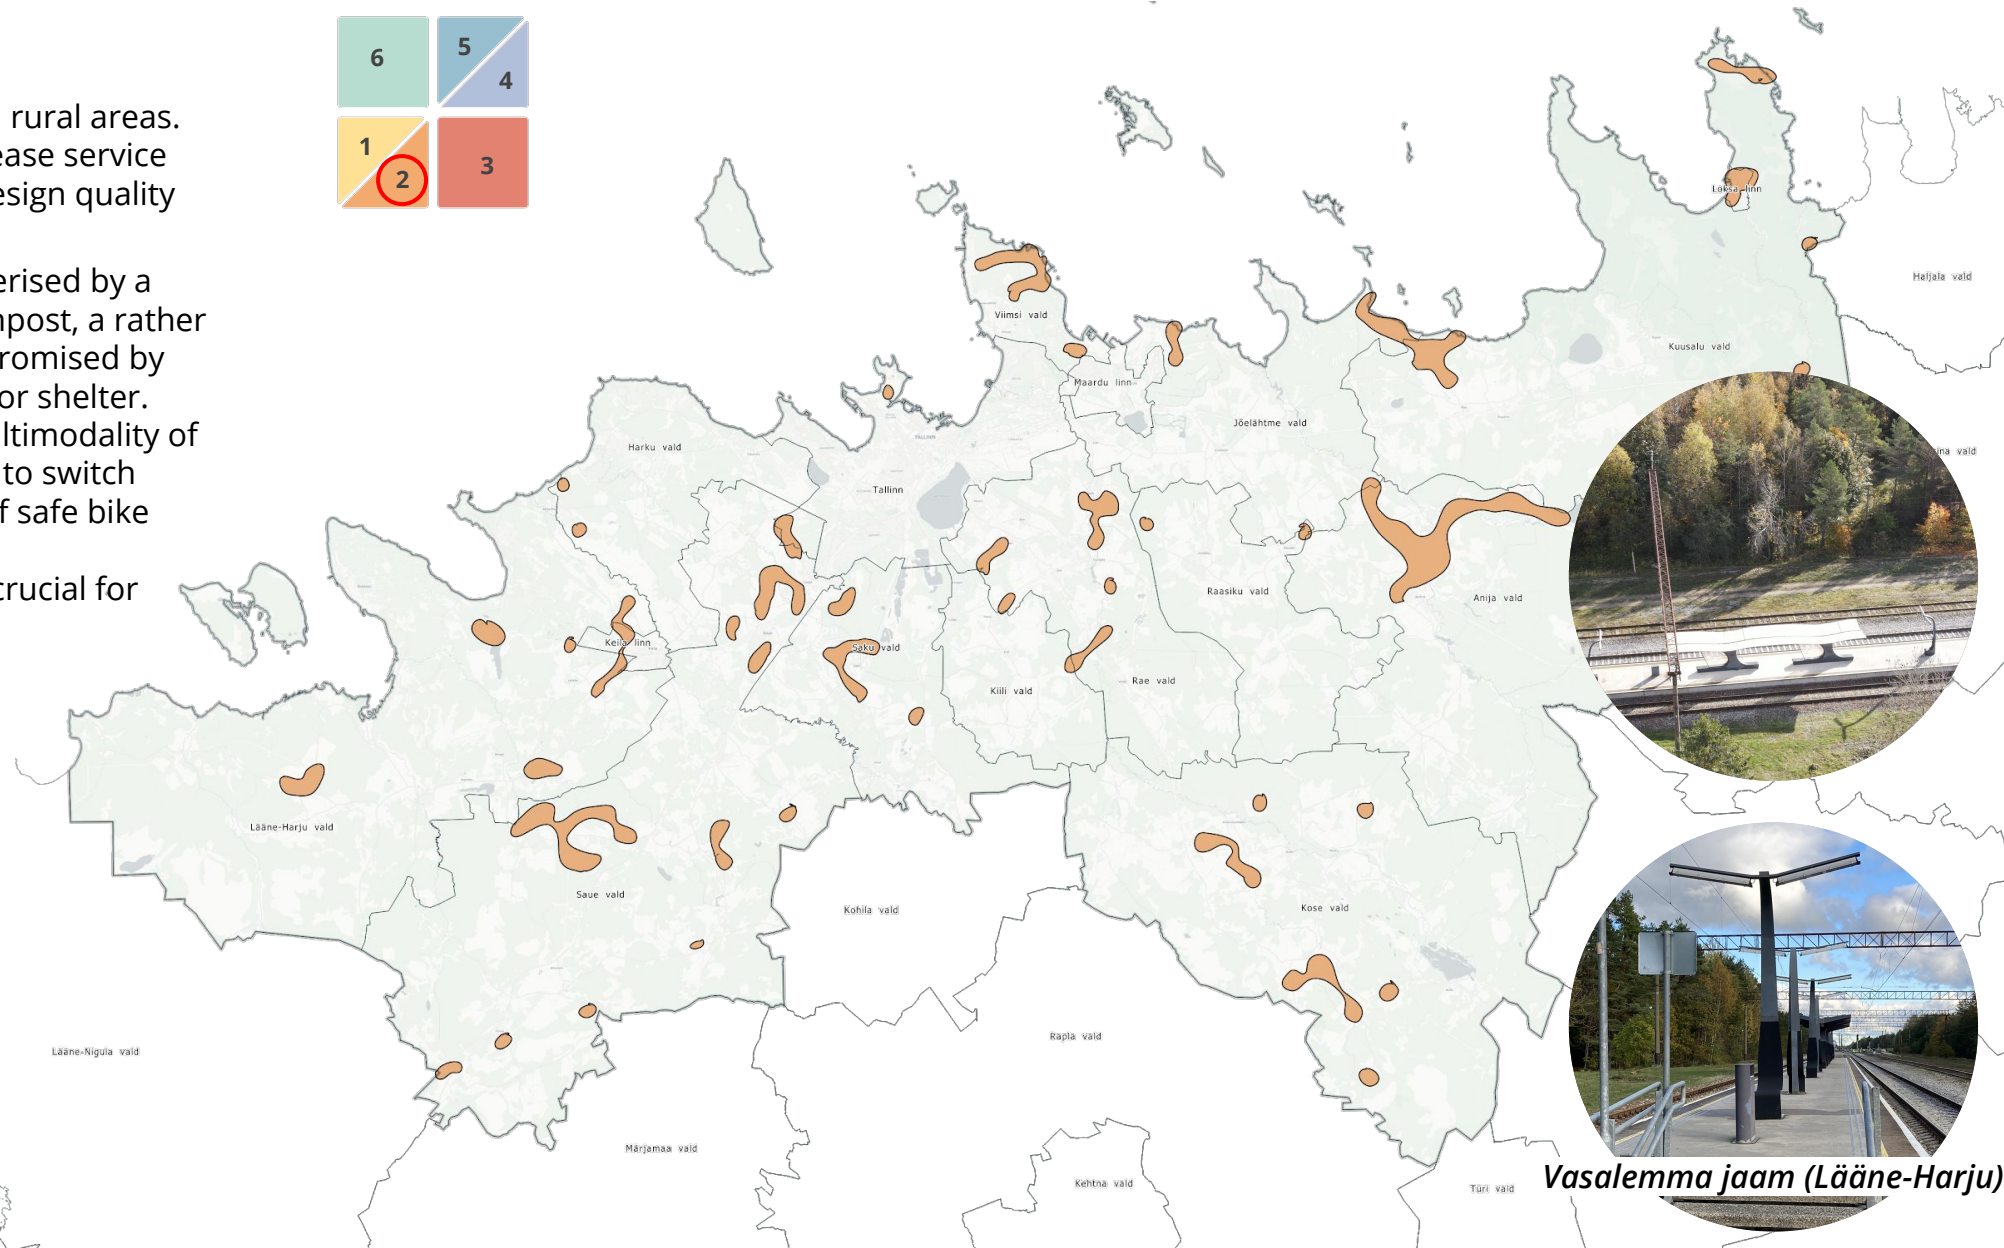 rural areas.
ease service
esign quality
erised by a
npost, a rather
romised by
or shelter.
ltimodality of
to switch
f safe bike
crucial for
6
5
4
1
2
3
Loksa linn
Haljala vald
Viimsi vald
Kuusalu vald
Maardu linn
Jõelähtme vald
Harku vald
TALLINN
ina vald
Tallinn
Raasiku vald
Anija vald
Keila linn
Saku vald
Rae vald
Kiili vald
Lääne-Harju vald
Saue vald
Kohila vald
Kose vald
Rapla vald
Lääne-Nigula vald
Märjamaa vald
Kehtna vald
Türi vald
Vasalemma jaam (Lääne-Harju)